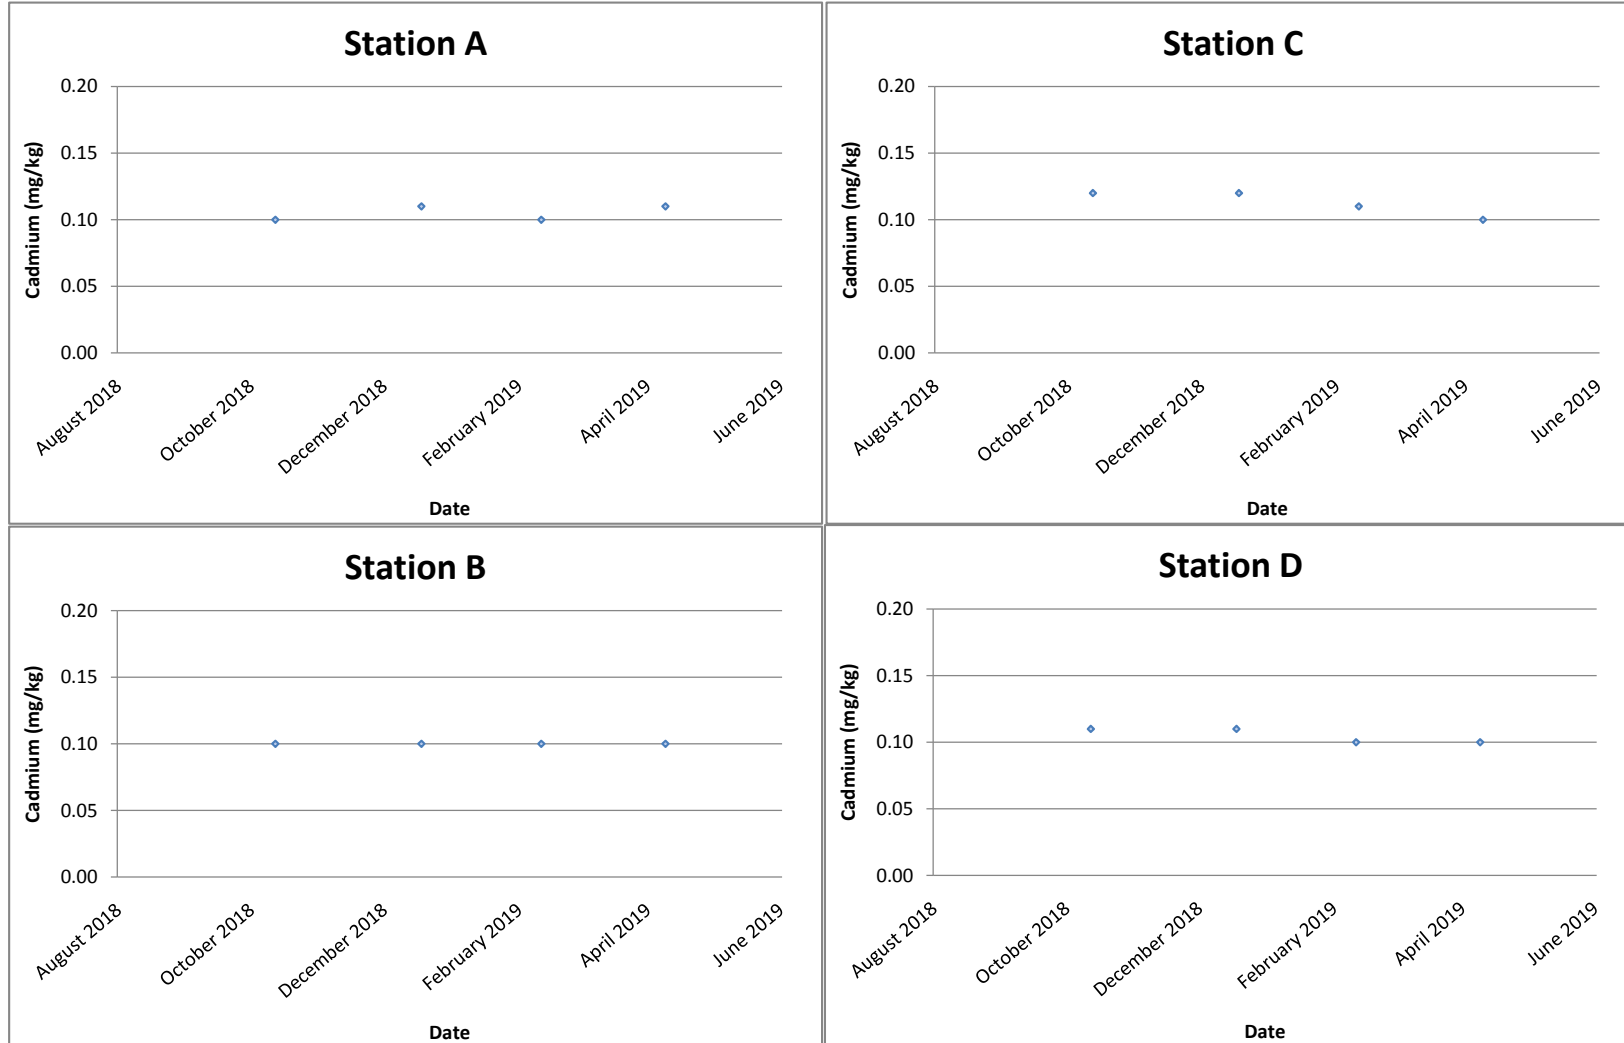 Station A
0.20
0.15
0.10
0.05
0.00
Cadmium (mg/kg)
August 2018
October 2018
December 2018
February 2019
April 2019
June 2019
Date
Station C
0.20
0.15
0.10
0.05
0.00
Cadmium (mg/kg)
August 2018
October 2018
December 2018
February 2019
April 2019
June 2019
Date
Station B
0.20
0.15
0.10
0.05
0.00
Cadmium (mg/kg)
August 2018
October 2018
December 2018
February 2019
April 2019
June 2019
Date
Station D
0.20
0.15
0.10
0.05
0.00
Cadmium (mg/kg)
August 2018
October 2018
December 2018
February 2019
April 2019
June 2019
Date